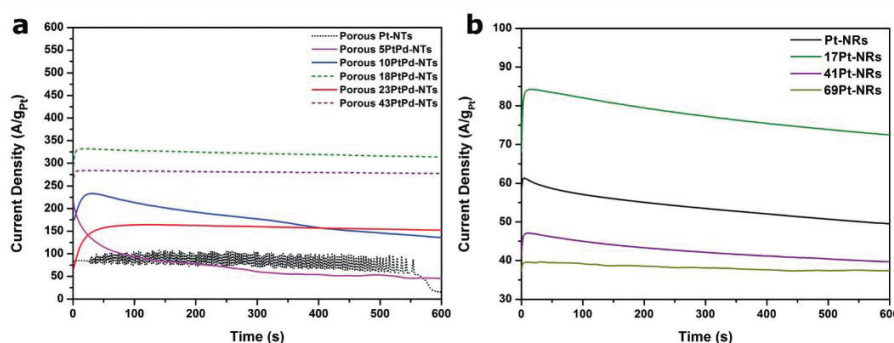 a
600
550
500
450
400
350
300
250
200
150
100
50
0
Current Density (A/gPt)
0 100 200 300 400 500 600
Time (s)
Porous Pt-NTs
Porous 5PtPd-NTs
Porous 10PtPd-NTs
Porous 18PtPd-NTs
Porous 23PtPd-NTs
Porous 43PtPd-NTs
b
100
90
80
70
60
50
40
30
Current Density (A/gPt)
0 100 200 300 400 500 600
Time (s)
Pt-NRs
17Pt-NRs
41Pt-NRs
69Pt-NRs